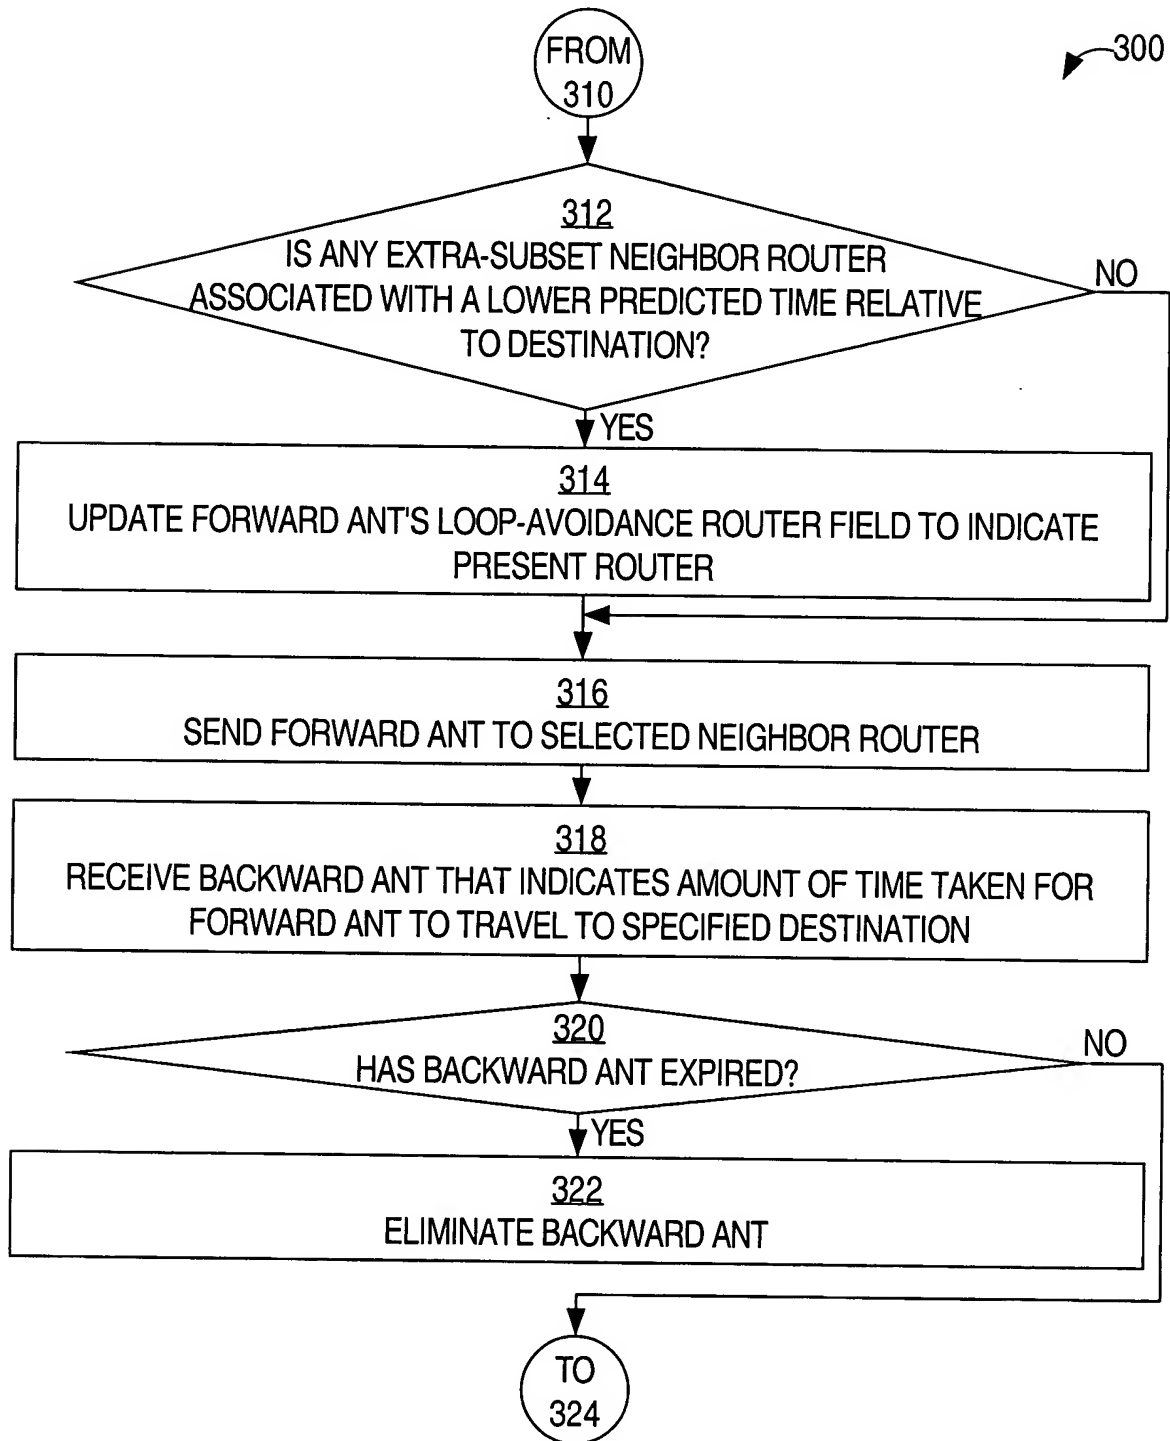 FROM
310
300
312
IS ANY EXTRA-SUBSET NEIGHBOR ROUTER
ASSOCIATED WITH A LOWER PREDICTED TIME RELATIVE
TO DESTINATION?
NO
YES
314
UPDATE FORWARD ANT'S LOOP-AVOIDANCE ROUTER FIELD TO INDICATE
PRESENT ROUTER
316
SEND FORWARD ANT TO SELECTED NEIGHBOR ROUTER
318
RECEIVE BACKWARD ANT THAT INDICATES AMOUNT OF TIME TAKEN FOR
FORWARD ANT TO TRAVEL TO SPECIFIED DESTINATION
320
HAS BACKWARD ANT EXPIRED?
NO
YES
322
ELIMINATE BACKWARD ANT
TO
324